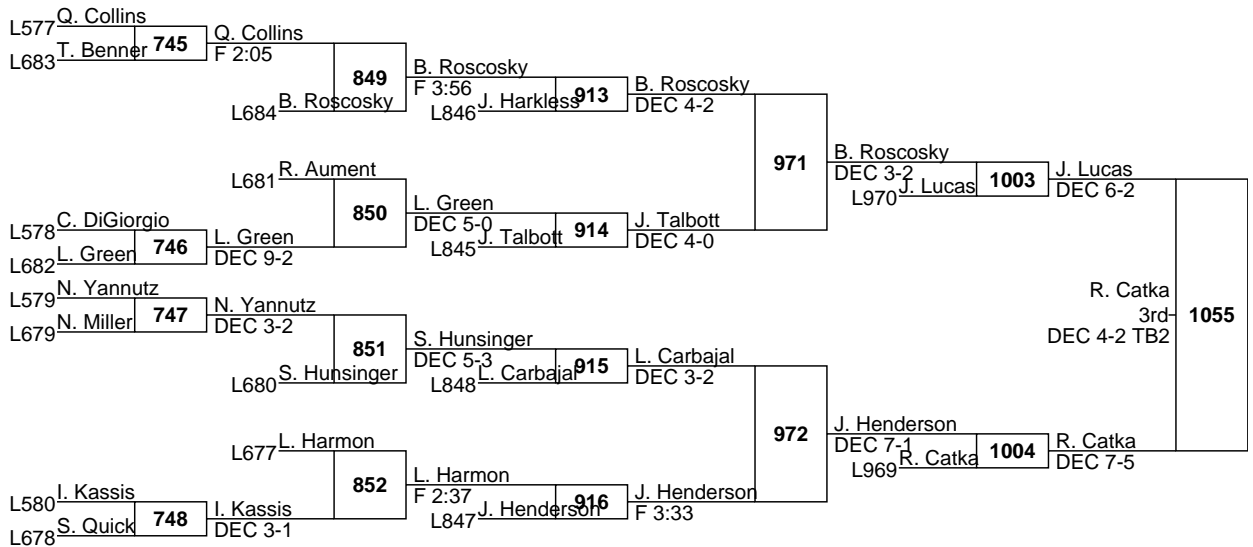 Q. Collins
L577
745
Q. Collins
F 2:05
T. Benner
L683
849
B. Roscosky
F 3:56
B. Roscosky
L684
913
B. Roscosky
DEC 4-2
J. Harkless
L846
971
B. Roscosky
DEC 3-2
R. Aument
L681
850
L. Green
DEC 5-0
C. DiGiorgio
L578
746
L. Green
DEC 9-2
L. Green
L682
914
J. Talbott
DEC 4-0
J. Talbott
L845
1003
J. Lucas
DEC 6-2
J. Lucas
L970
N. Yannutz
L579
747
N. Yannutz
DEC 3-2
N. Miller
L679
851
S. Hunsinger
DEC 5-3
S. Hunsinger
L680
915
L. Carbajal
DEC 3-2
L. Carbajal
L848
972
J. Henderson
DEC 7-1
L. Harmon
L677
852
L. Harmon
F 2:37
I. Kassis
L580
748
I. Kassis
DEC 3-1
S. Quick
L678
916
J. Henderson
F 3:33
J. Henderson
L847
1004
R. Catka
DEC 7-5
R. Catka
L969
R. Catka
3rd
DEC 4-2 TB2
1055